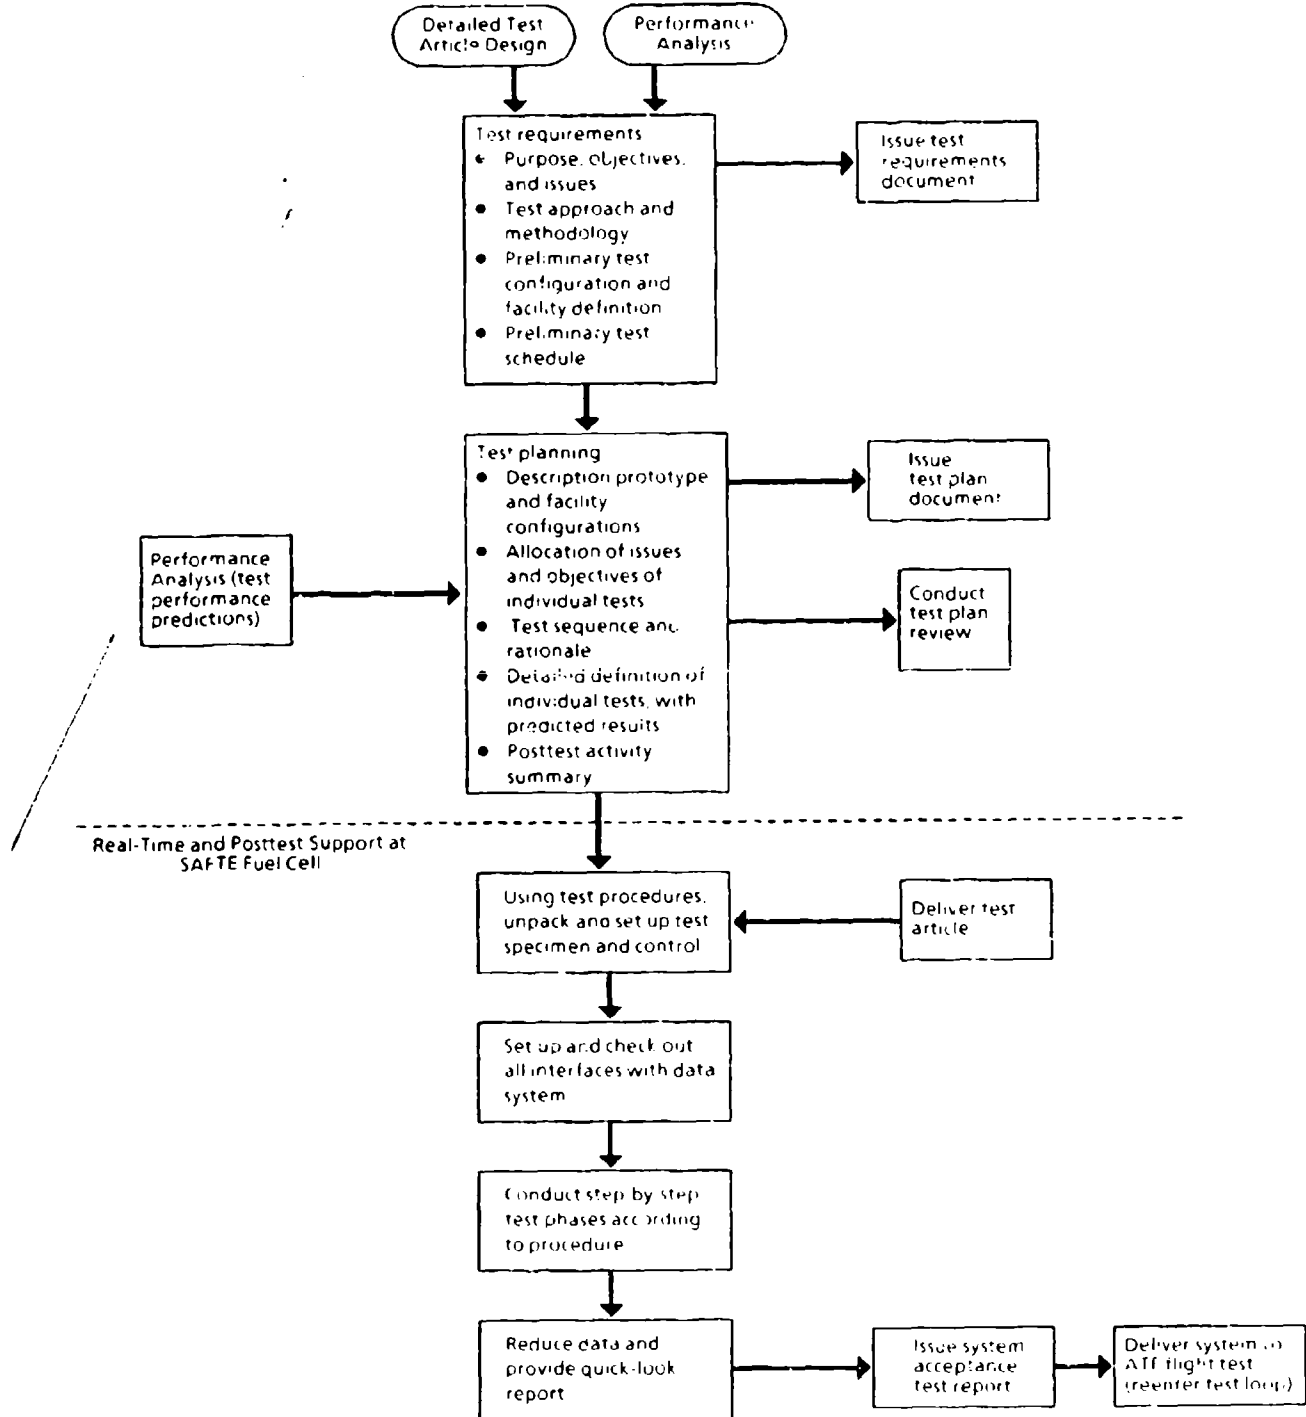 Detailed Test
Article Design
Performance
Analysis
Test requirements
● Purpose, objectives,
and issues
● Test approach and
methodology
● Preliminary test
configuration and
facility definition
● Preliminary test
schedule
Issue test
requirements
document
Test planning
● Description prototype
and facility
configurations
● Allocation of issues
and objectives of
individual tests
● Test sequence and
rationale
● Detailed definition of
individual tests, with
predicted results
● Posttest activity
summary
Issue
test plan
document
Performance
Analysis (test
performance
predictions)
Conduct
test plan
review
Real-Time and Posttest Support at
SAFTE Fuel Cell
Using test procedures,
unpack and set up test
specimen and control
Deliver test
article
Set up and check out
all interfaces with data
system
Conduct step by step
test phases according
to procedure
Reduce data and
provide quick-look
report
Issue system
acceptance
test report
Deliver system to
ATF flight test
(reenter test loop)